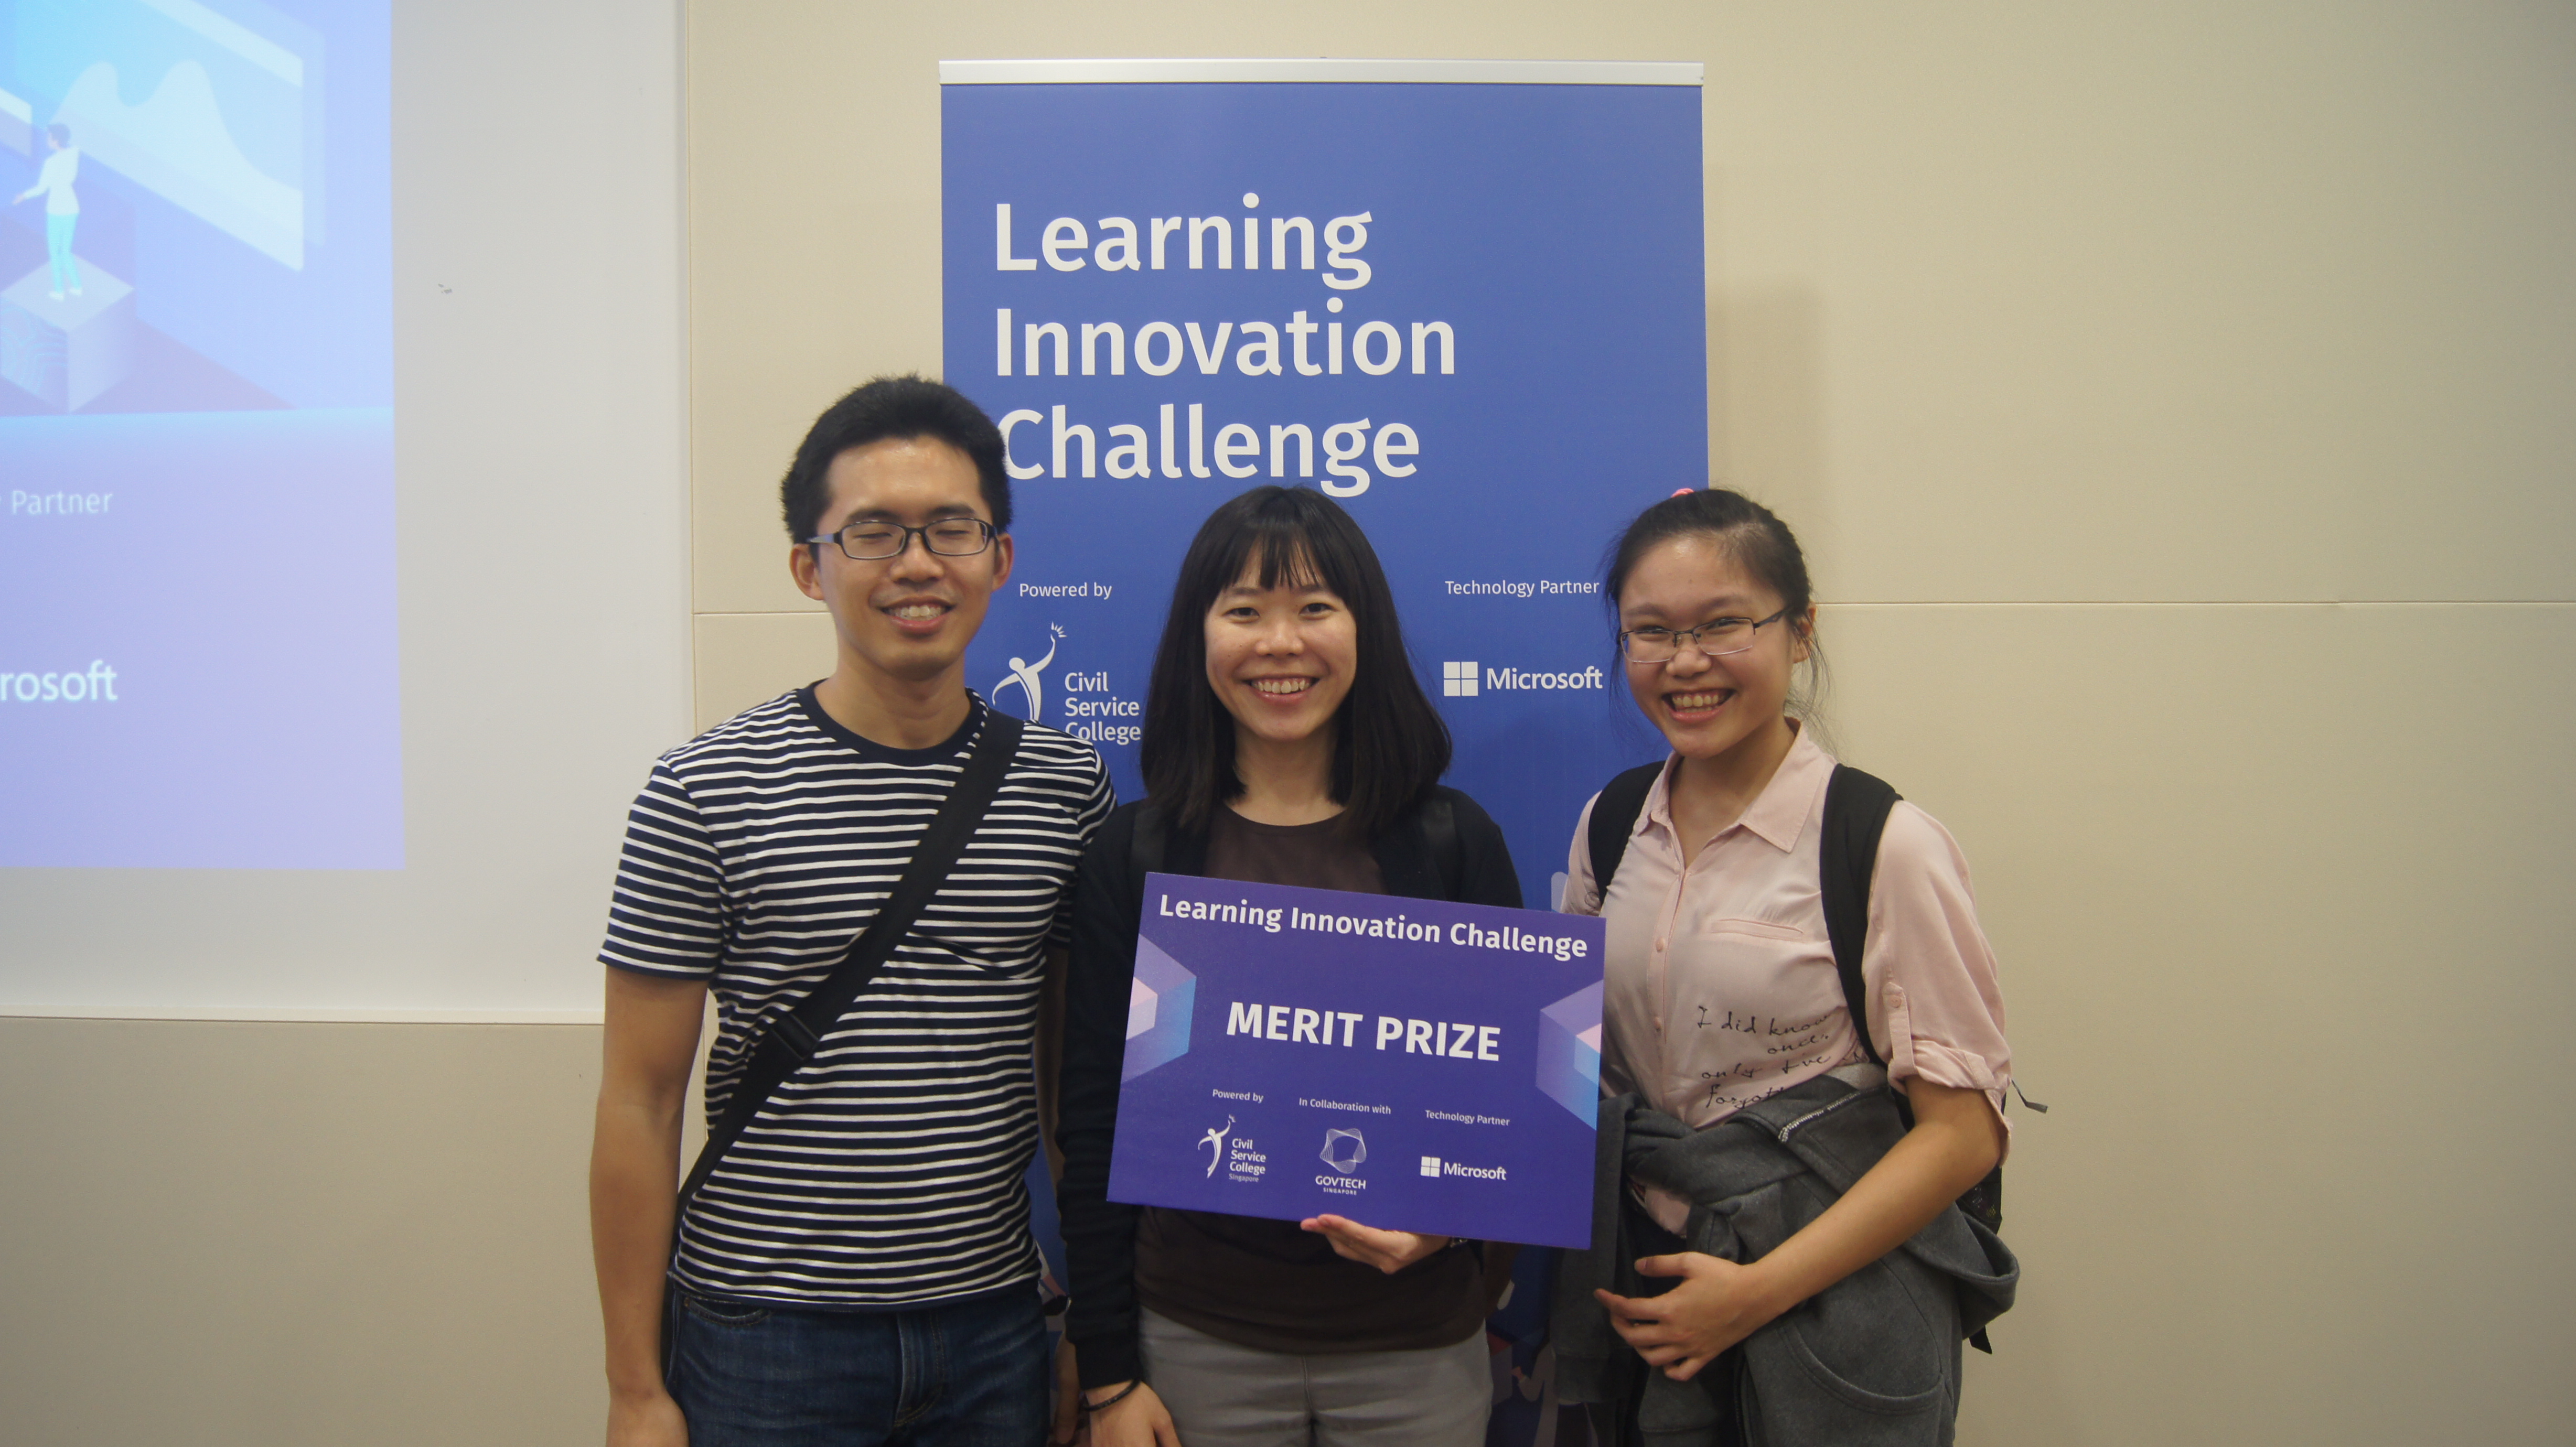 Partner
rosoft
Learning
Innovation
Challenge
Powered by
Technology Partner
Civil
Service
College
Microsoft
Learning Innovation Challenge
MERIT PRIZE
Powered by
In Collaboration with
Technology Partner
Civil
Service
College
Singapore
GOVTECH
SINGAPORE
Microsoft
I did know
once,
only I've